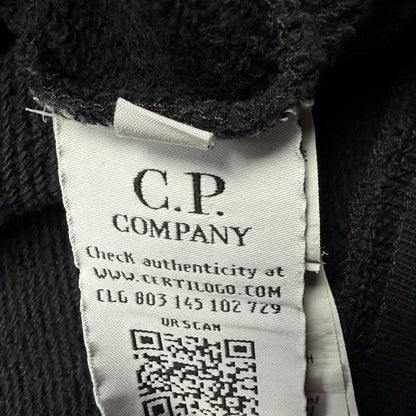 C.P.
COMPANY
Check authenticity at
WWW.CERTILOGO.COM
CLG 803 145 102 729
OR SCAN